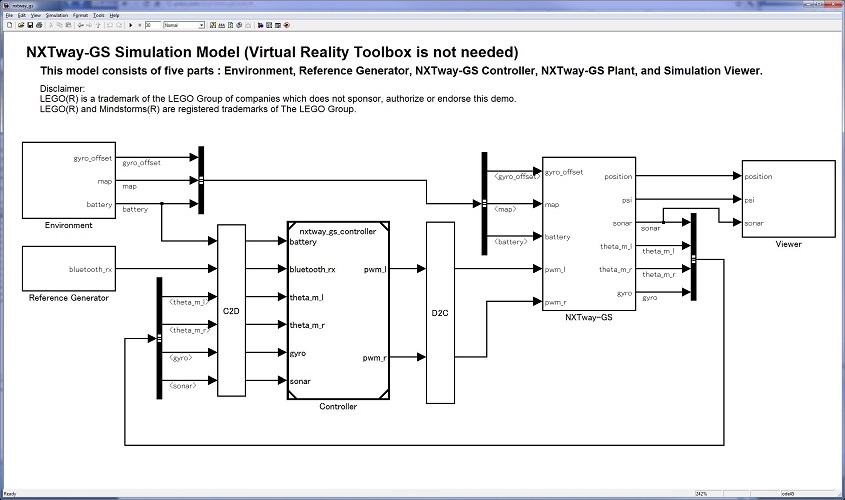 nxtway_gs
File Edit View Simulation Format Tools Help
30 Normal
NXTway-GS Simulation Model (Virtual Reality Toolbox is not needed)
This model consists of five parts : Environment, Reference Generator, NXTway-GS Controller, NXTway-GS Plant, and Simulation Viewer.
Disclaimer:
LEGO(R) is a trademark of the LEGO Group of companies which does not sponsor, authorize or endorse this demo.
LEGO(R) and Mindstorms(R) are registered trademarks of The LEGO Group.
gyro_offset
map
battery
Environment
gyro_offset
map
battery
bluetooth_rx
Reference Generator
<theta_m_l>
<theta_m_r>
<gyro>
<sonar>
C2D
nxtway_gs_controller
battery
bluetooth_rx
theta_m_l
theta_m_r
gyro
sonar
pwm_l
pwm_r
Controller
D2C
<gyro_offset>
<map>
<battery>
gyro_offset
map
battery
pwm_l
pwm_r
position
psi
sonar
theta_m_l
theta_m_r
gyro
NXTway-GS
sonar
theta_m_l
theta_m_r
gyro
position
psi
sonar
Viewer
Ready
242%
ode45